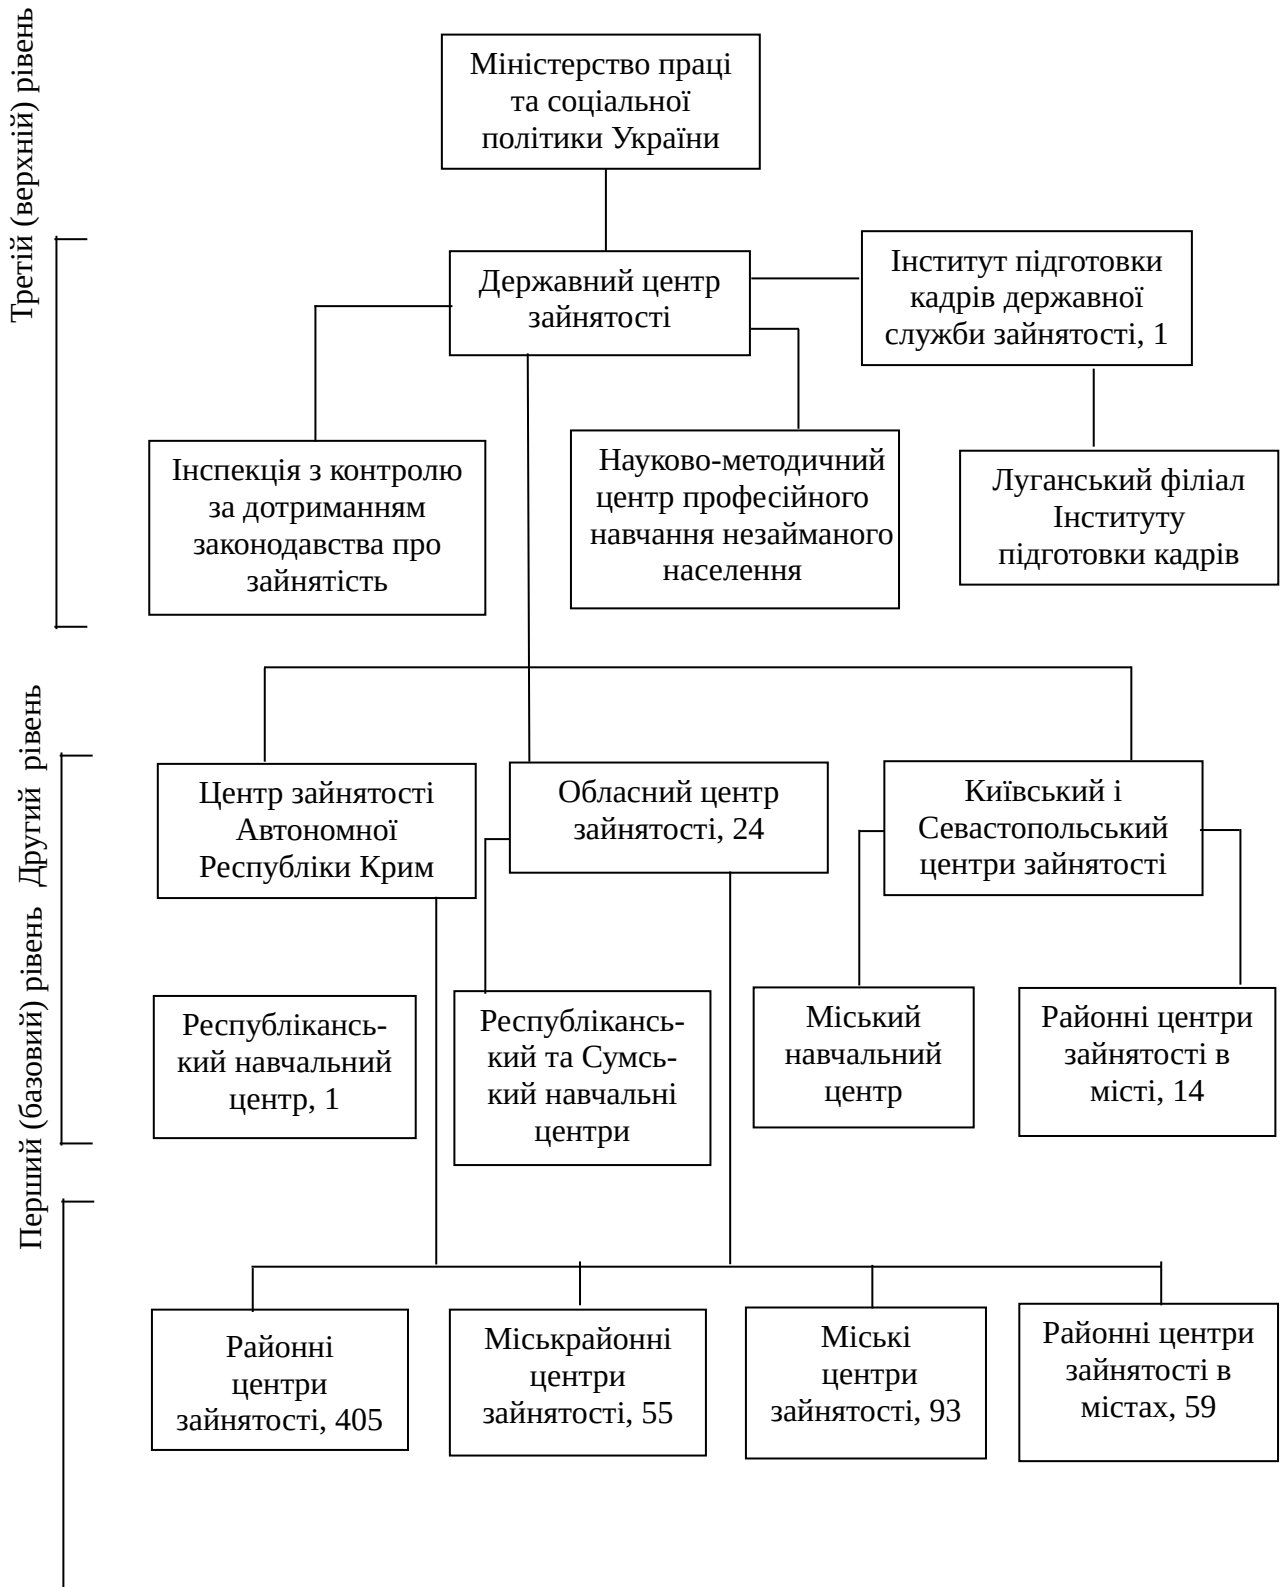 Третій (верхній) рівень
Міністерство праці
та соціальної
політики України
Державний центр
зайнятості
Інститут підготовки
кадрів державної
служби зайнятості, 1
Інспекція з контролю
за дотриманням
законодавства про
зайнятість
Науково-методичний
центр професійного
навчання незайманого
населення
Луганський філіал
Інституту
підготовки кадрів
Другий рівень
Центр зайнятості
Автономної
Республіки Крим
Обласний центр
зайнятості, 24
Київський і
Севастопольський
центри зайнятості
Республікансь-
кий навчальний
центр, 1
Республікансь-
кий та Сумсь-
кий навчальні
центри
Міський
навчальний
центр
Районні центри
зайнятості в
місті, 14
Перший (базовий) рівень
Районні
центри
зайнятості, 405
Міськрайонні
центри
зайнятості, 55
Міські
центри
зайнятості, 93
Районні центри
зайнятості в
містах, 59